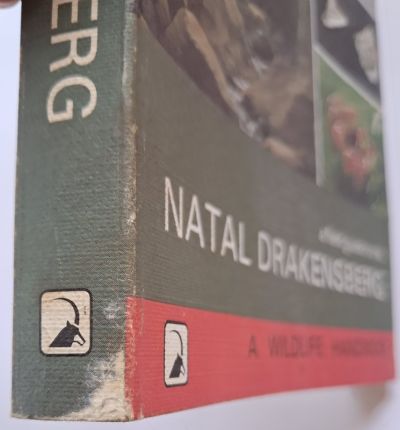 ERG
NATAL DRAKENSBERG
A WILDLIFE HANDBOOK